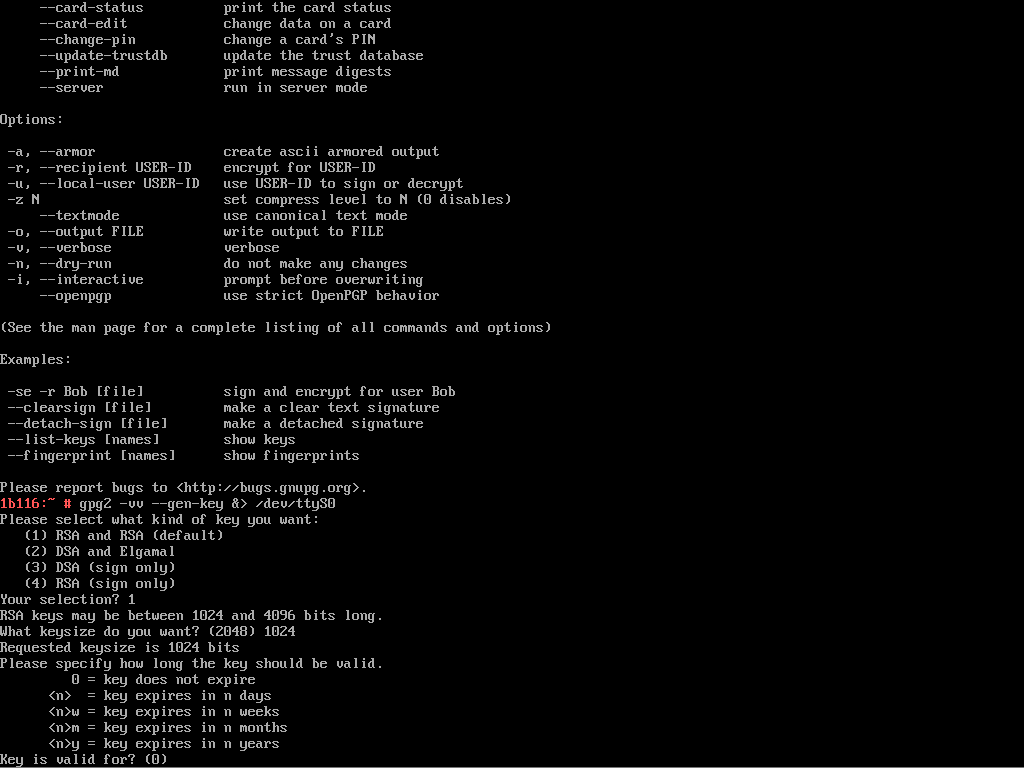 --card-status          print the card status
     --card-edit            change data on a card
     --change-pin           change a card's PIN
     --update-trustdb       update the trust database
     --print-md             print message digests
     --server               run in server mode

Options:

 -a, --armor                create ascii armored output
 -r, --recipient USER-ID    encrypt for USER-ID
 -u, --local-user USER-ID   use USER-ID to sign or decrypt
 -z N                       set compress level to N (0 disables)
     --textmode             use canonical text mode
 -o, --output FILE          write output to FILE
 -v, --verbose              verbose
 -n, --dry-run              do not make any changes
 -i, --interactive          prompt before overwriting
     --openpgp              use strict OpenPGP behavior

(See the man page for a complete listing of all commands and options)

Examples:

 -se -r Bob [file]          sign and encrypt for user Bob
 --clearsign [file]         make a clear text signature
 --detach-sign [file]       make a detached signature
 --list-keys [names]        show keys
 --fingerprint [names]      show fingerprints

Please report bugs to <http://bugs.gnupg.org>.
1b116:~ # gpg2 -vv --gen-key &> /dev/ttyS0
Please select what kind of key you want:
   (1) RSA and RSA (default)
   (2) DSA and Elgamal
   (3) DSA (sign only)
   (4) RSA (sign only)
Your selection? 1
RSA keys may be between 1024 and 4096 bits long.
What keysize do you want? (2048) 1024
Requested keysize is 1024 bits
Please specify how long the key should be valid.
         0 = key does not expire
      <n>  = key expires in n days
      <n>w = key expires in n weeks
      <n>m = key expires in n months
      <n>y = key expires in n years
Key is valid for? (0)